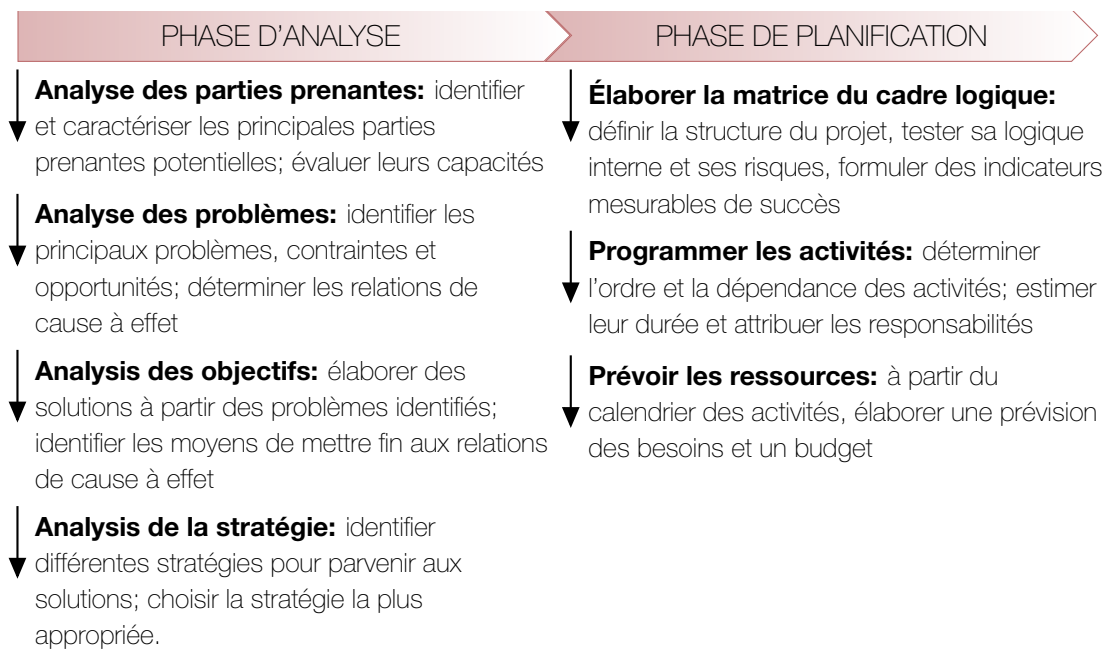 PHASE D’ANALYSE
Analyse des parties prenantes: identifier
et caractériser les principales parties
prenantes potentielles; évaluer leurs capacités
Analyse des problèmes: identifier les
principaux problèmes, contraintes et
opportunités; déterminer les relations de
cause à effet
Analysis des objectifs: élaborer des
solutions à partir des problèmes identifiés;
identifier les moyens de mettre fin aux relations
de cause à effet
Analysis de la stratégie: identifier
différentes stratégies pour parvenir aux
solutions; choisir la stratégie la plus
appropriée.
PHASE DE PLANIFICATION
Élaborer la matrice du cadre logique:
définir la structure du projet, tester sa logique
interne et ses risques, formuler des indicateurs
mesurables de succès
Programmer les activités: déterminer
l’ordre et la dépendance des activités; estimer
leur durée et attribuer les responsabilités
Prévoir les ressources: à partir du
calendrier des activités, élaborer une prévision
des besoins et un budget